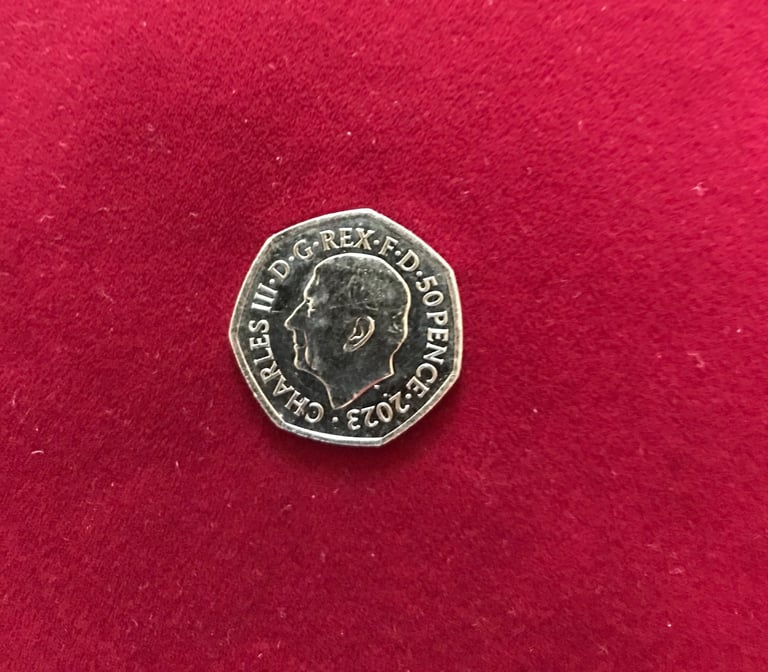 · CHARLES III · D · G · REX · F · D · 50 PENCE · 2023